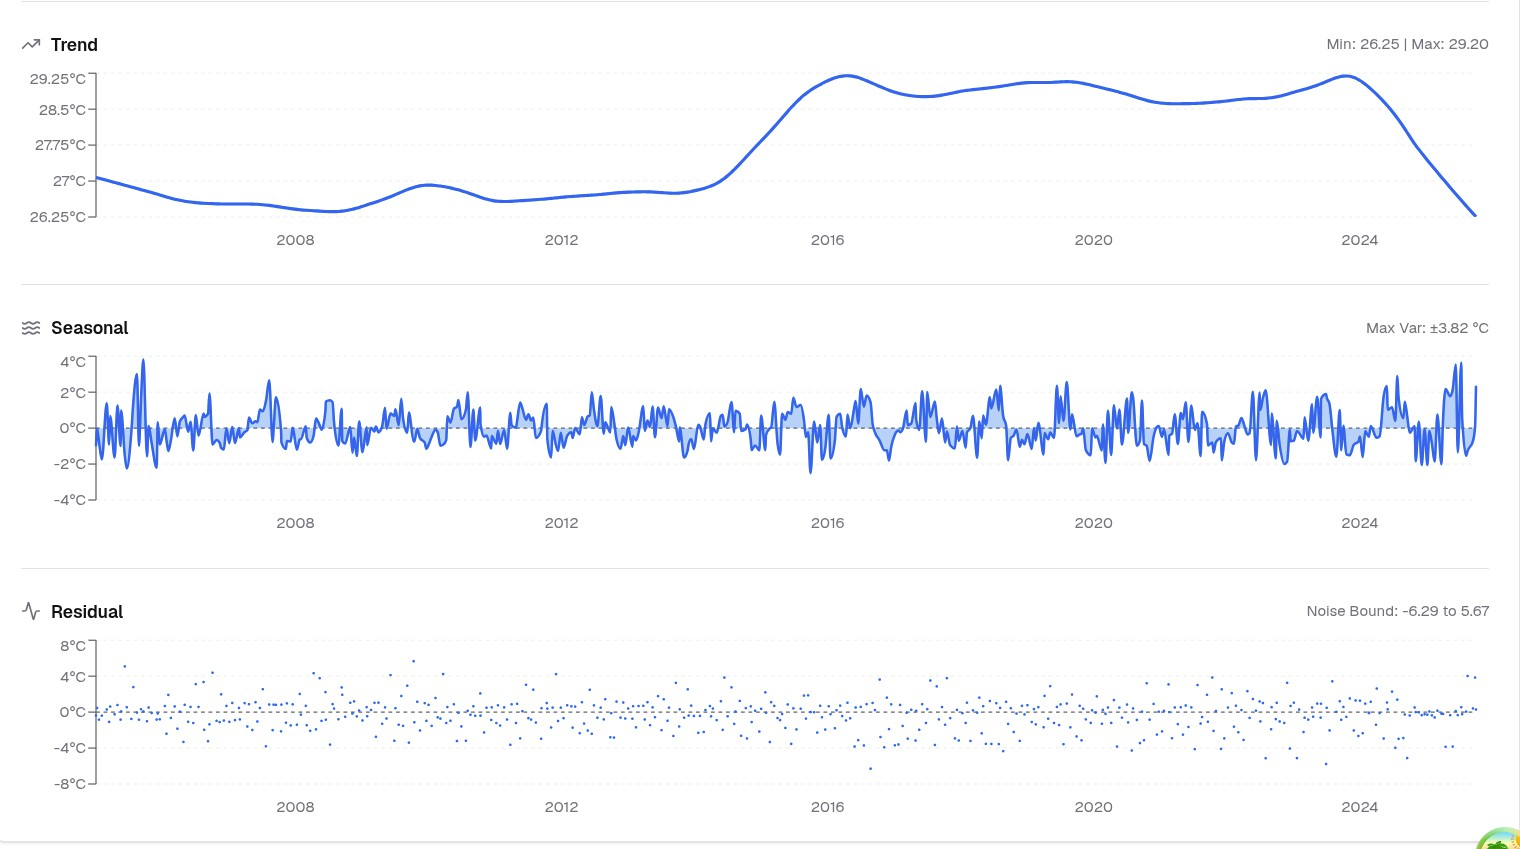 Trend
Min: 26.25 | Max: 29.20
29.25°C
28.5°C
27.75°C
27°C
26.25°C
2008 2012 2016 2020 2024
Seasonal
Max Var: ±3.82 °C
4°C
2°C
0°C
-2°C
-4°C
2008 2012 2016 2020 2024
Residual
Noise Bound: -6.29 to 5.67
8°C
4°C
0°C
-4°C
-8°C
2008 2012 2016 2020 2024